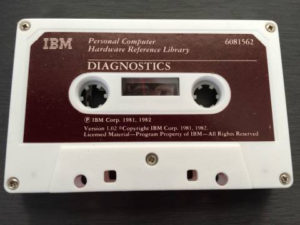 IBM
Personal Computer
Hardware Reference Library
6081562
DIAGNOSTICS
Ⓟ IBM Corp. 1981, 1982
Version 1.02 ©Copyright IBM Corp. 1981, 1982.
Licensed Material—Program Property of IBM—All Rights Reserved